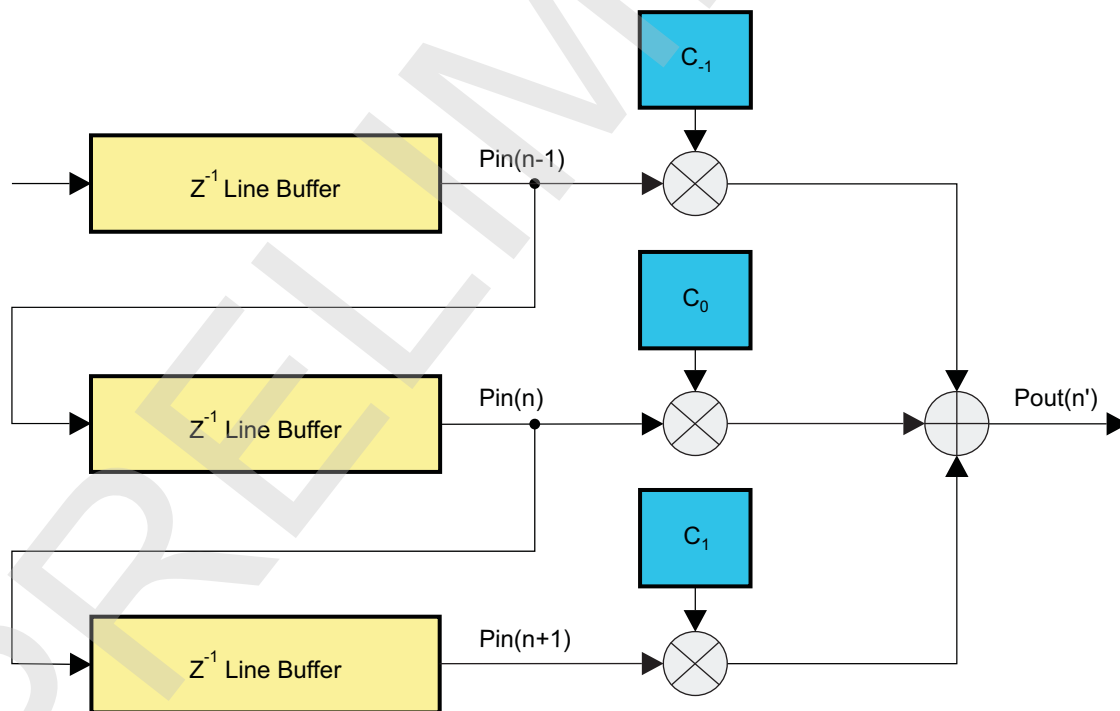 C₋₁
Pin(n-1)
Z⁻¹ Line Buffer
C₀
Pin(n)
Z⁻¹ Line Buffer
Pout(n')
C₁
Pin(n+1)
Z⁻¹ Line Buffer